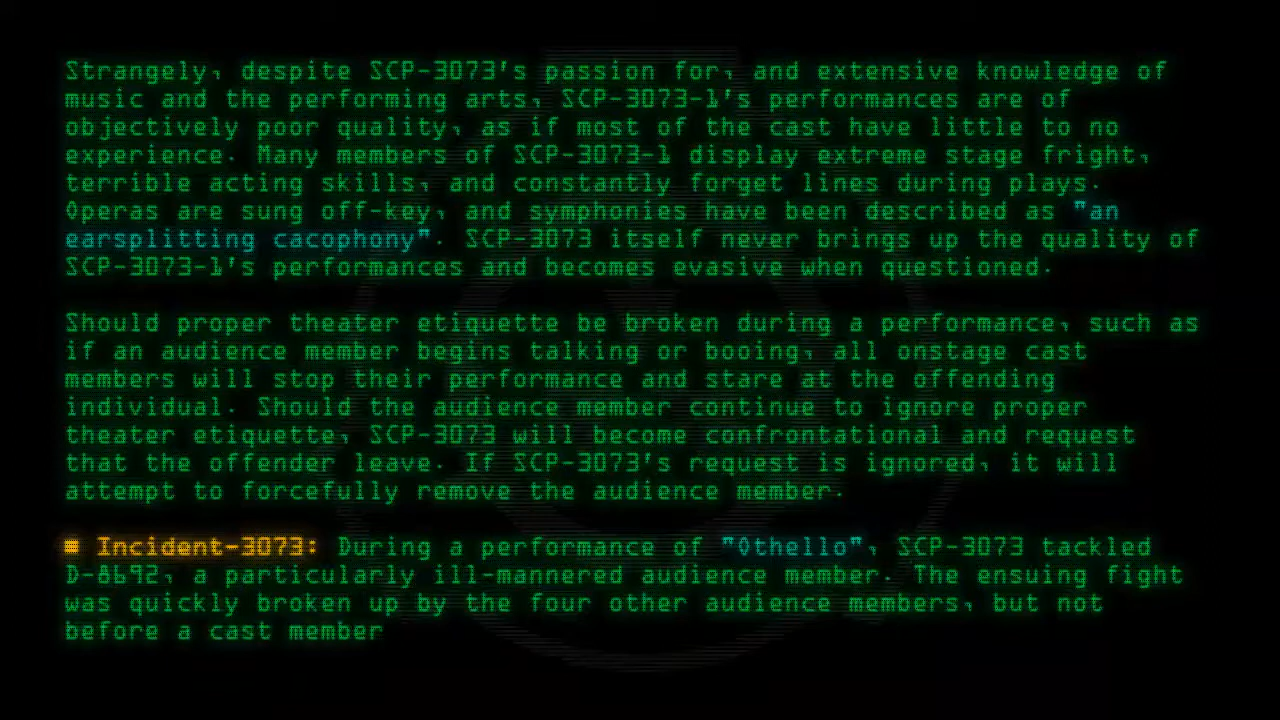 Strangely, despite SCP-3073's passion for, and extensive knowledge of
music and the performing arts, SCP-3073-1's performances are of
objectively poor quality, as if most of the cast have little to no
experience. Many members of SCP-3073-1 display extreme stage fright,
terrible acting skills, and constantly forget lines during plays.
Operas are sung off-key, and symphonies have been described as "an
earsplitting cacophony". SCP-3073 itself never brings up the quality of
SCP-3073-1's performances and becomes evasive when questioned.
Should proper theater etiquette be broken during a performance, such as
if an audience member begins talking or booing, all onstage cast
members will stop their performance and stare at the offending
individual. Should the audience member continue to ignore proper
theater etiquette, SCP-3073 will become confrontational and request
that the offender leave. If SCP-3073's request is ignored, it will
attempt to forcefully remove the audience member.
■ Incident-3073: During a performance of "Othello", SCP-3073 tackled
D-8692, a particularly ill-mannered audience member. The ensuing fight
was quickly broken up by the four other audience members, but not
before a cast member